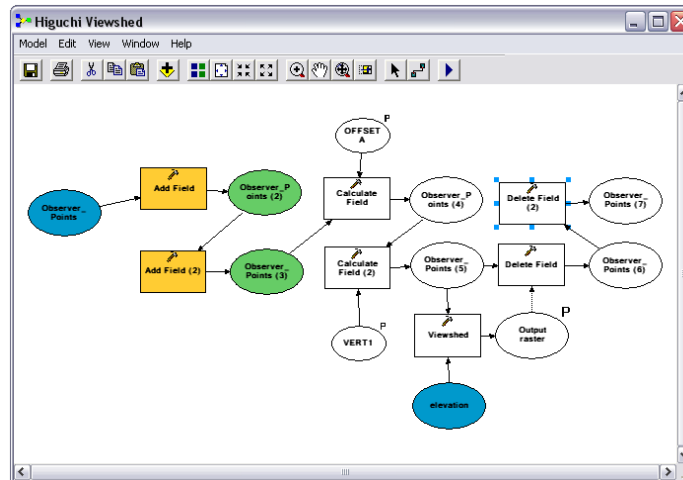 Higuchi Viewshed
Model Edit View Window Help
P
OFFSET
A
Add Field
Observer_P
oints (2)
Calculate
Field
Observer_P
oints (4)
Delete Field
(2)
Observer_
Points (7)
Observer_
Points
Add Field (2)
Observer_
Points (3)
Calculate
Field (2)
Observer_
Points (5)
Delete Field
Observer_
Points (6)
P
VERT1
Viewshed
Output
raster
P
elevation